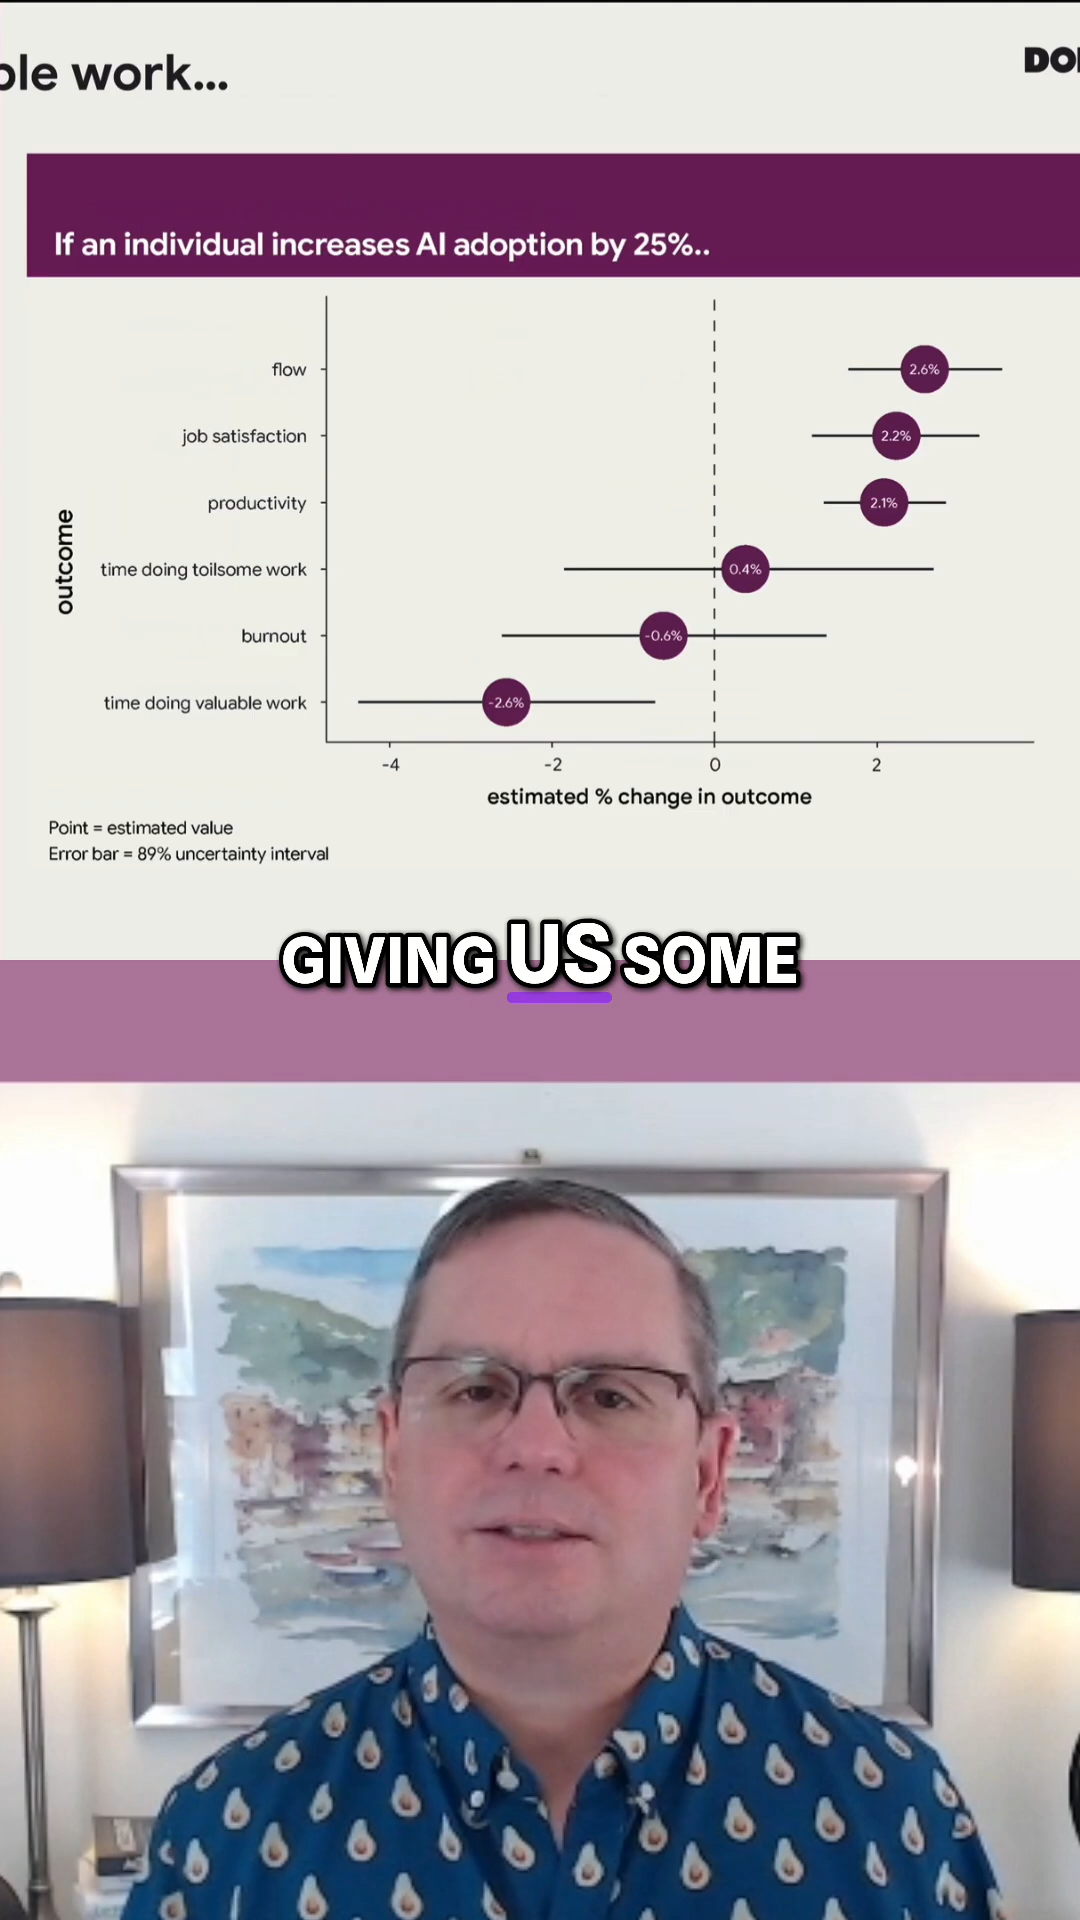 ole work...
DO
If an individual increases AI adoption by 25%..
outcome
flow
2.6%
job satisfaction
2.2%
productivity
2.1%
time doing toilsome work
0.4%
burnout
-0.6%
time doing valuable work
-2.6%
-4 -2 0 2
estimated % change in outcome
Point = estimated value
Error bar = 89% uncertainty interval
GIVING US SOME